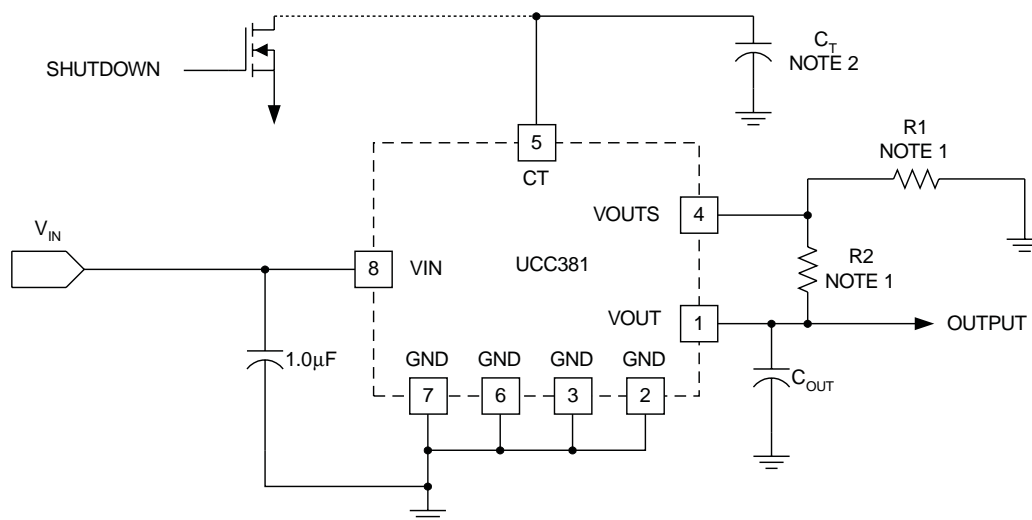 SHUTDOWN
C_T
NOTE 2
5
CT
R1
NOTE 1
VOUTS
4
V_IN
8
VIN
UCC381
R2
NOTE 1
VOUT
1
OUTPUT
1.0µF
GND
GND
GND
GND
7
6
3
2
C_OUT